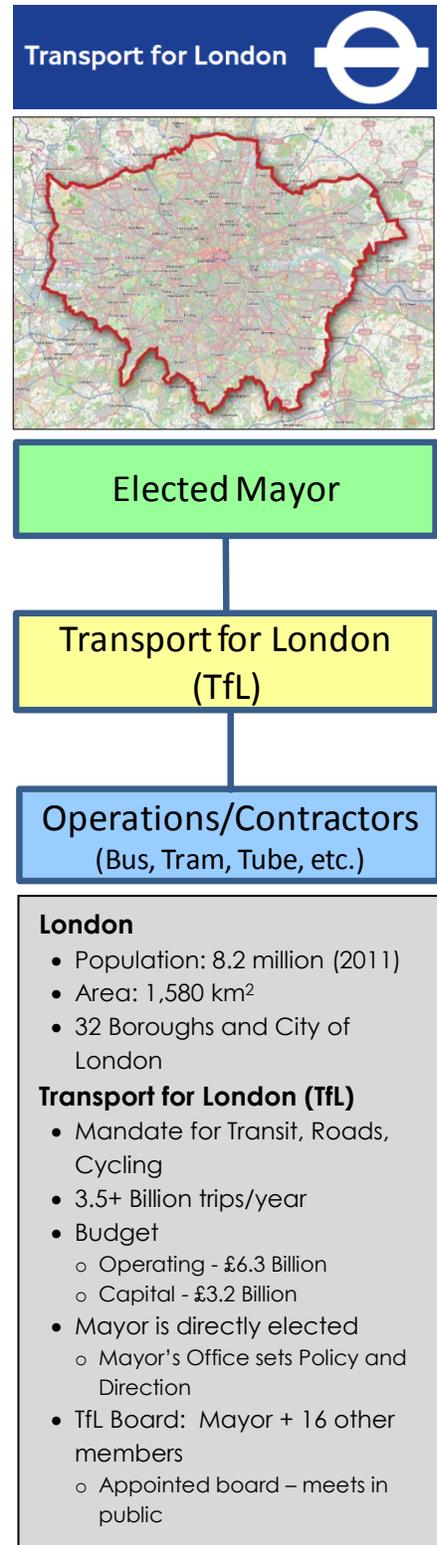 Transport for London
London
Elected Mayor
Transport for London
(TfL)
Operations/Contractors
(Bus, Tram, Tube, etc.)
London
• Population: 8.2 million (2011)
• Area: 1,580 km²
• 32 Boroughs and City of
London
Transport for London (TfL)
• Mandate for Transit, Roads,
Cycling
• 3.5+ Billion trips/year
• Budget
o Operating - £6.3 Billion
o Capital - £3.2 Billion
• Mayor is directly elected
o Mayor’s Office sets Policy and
Direction
• TfL Board: Mayor + 16 other
members
o Appointed board – meets in
public